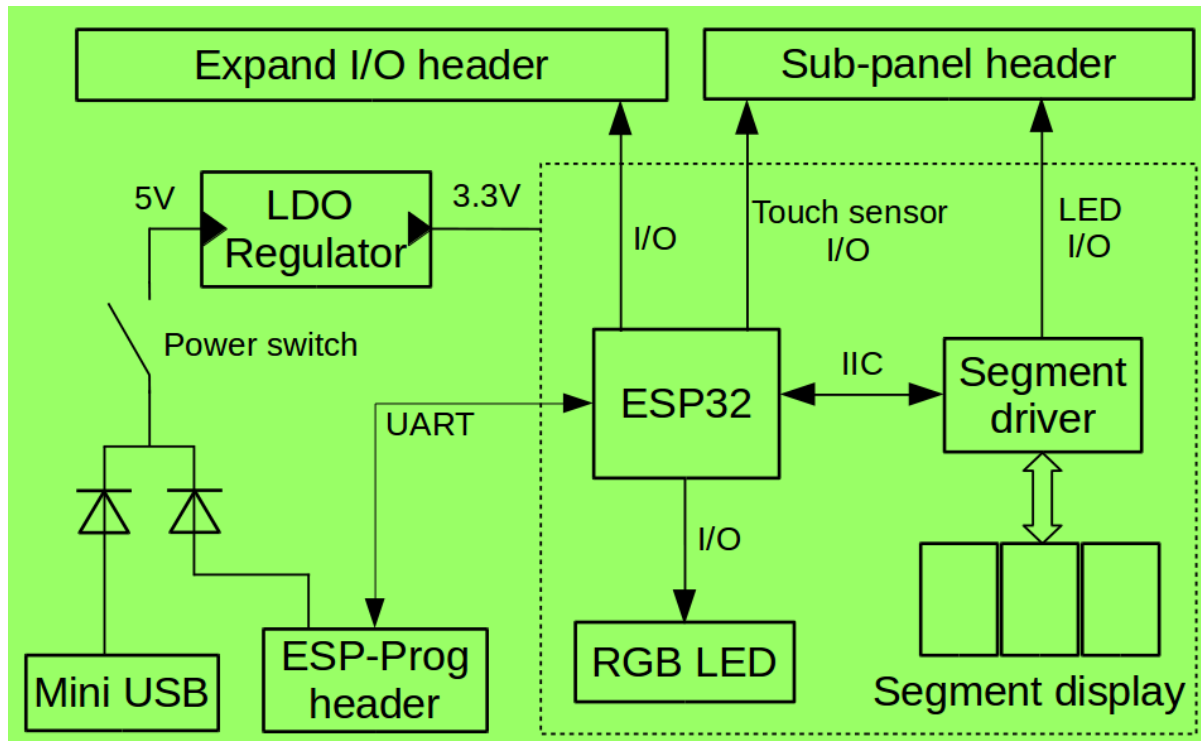 Expand I/O header
Sub-panel header
5V
LDO
Regulator
3.3V
I/O
Touch sensor
I/O
LED
I/O
Power switch
UART
ESP32
IIC
Segment
driver
I/O
Mini USB
ESP-Prog
header
RGB LED
Segment display